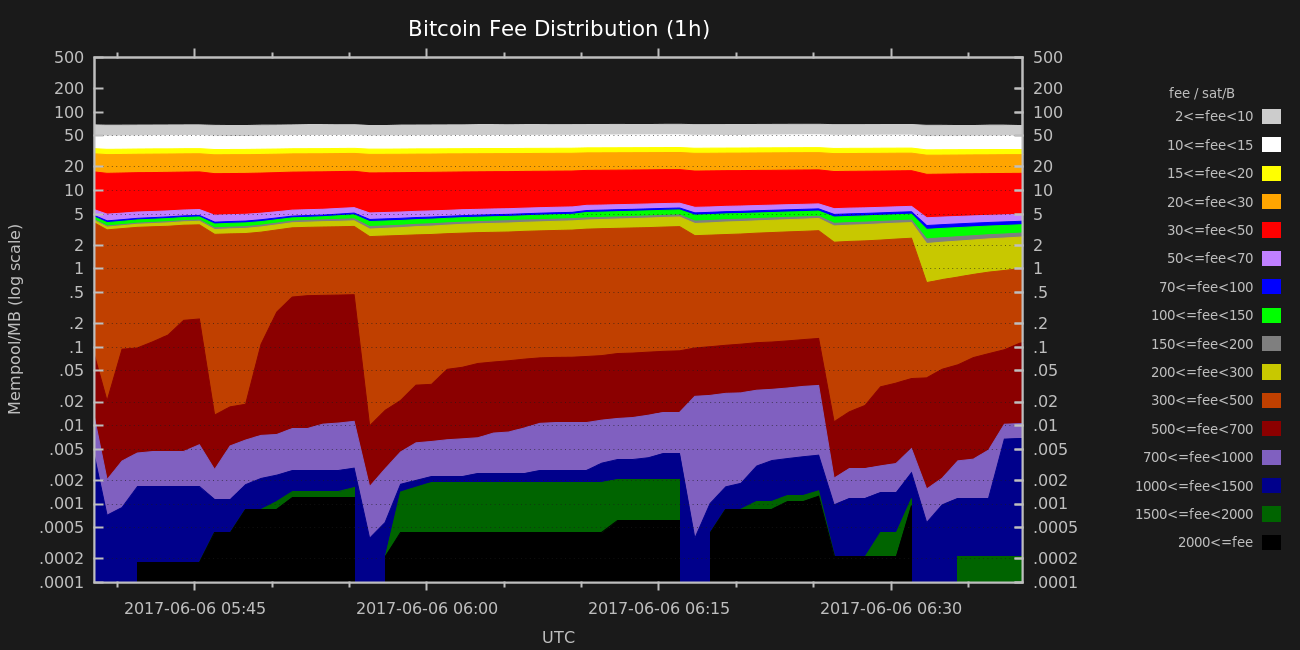 Bitcoin Fee Distribution (1h)
500
200
100
50
20
10
5
2
1
.5
.2
.1
.05
.02
.01
.005
.002
.001
.0005
.0002
.0001
Mempool/MB (log scale)
500
200
100
50
20
10
5
2
1
.5
.2
.1
.05
.02
.01
.005
.002
.001
.0005
.0002
.0001
2017-06-06 05:45
2017-06-06 06:00
2017-06-06 06:15
2017-06-06 06:30
UTC
fee / sat/B
2<=fee<10
10<=fee<15
15<=fee<20
20<=fee<30
30<=fee<50
50<=fee<70
70<=fee<100
100<=fee<150
150<=fee<200
200<=fee<300
300<=fee<500
500<=fee<700
700<=fee<1000
1000<=fee<1500
1500<=fee<2000
2000<=fee